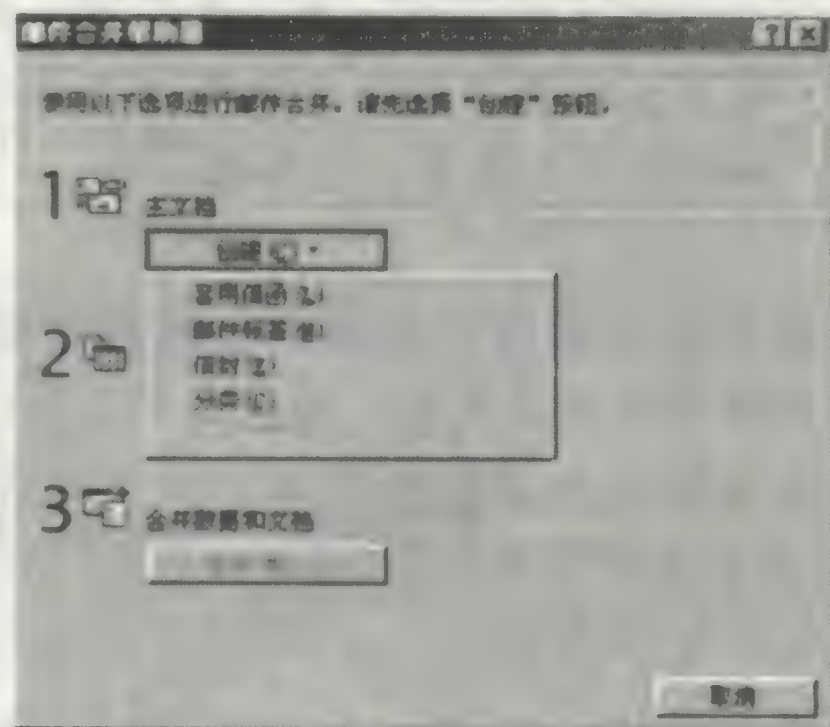 邮件合并帮助器
使用以下选项进行邮件合并。请先选择“创建”按钮。
1 主文档
创建(C)
套用信函(L)
邮件标签(M)
2
信封(E)
分类(C)
3 合并数据和文档
取消